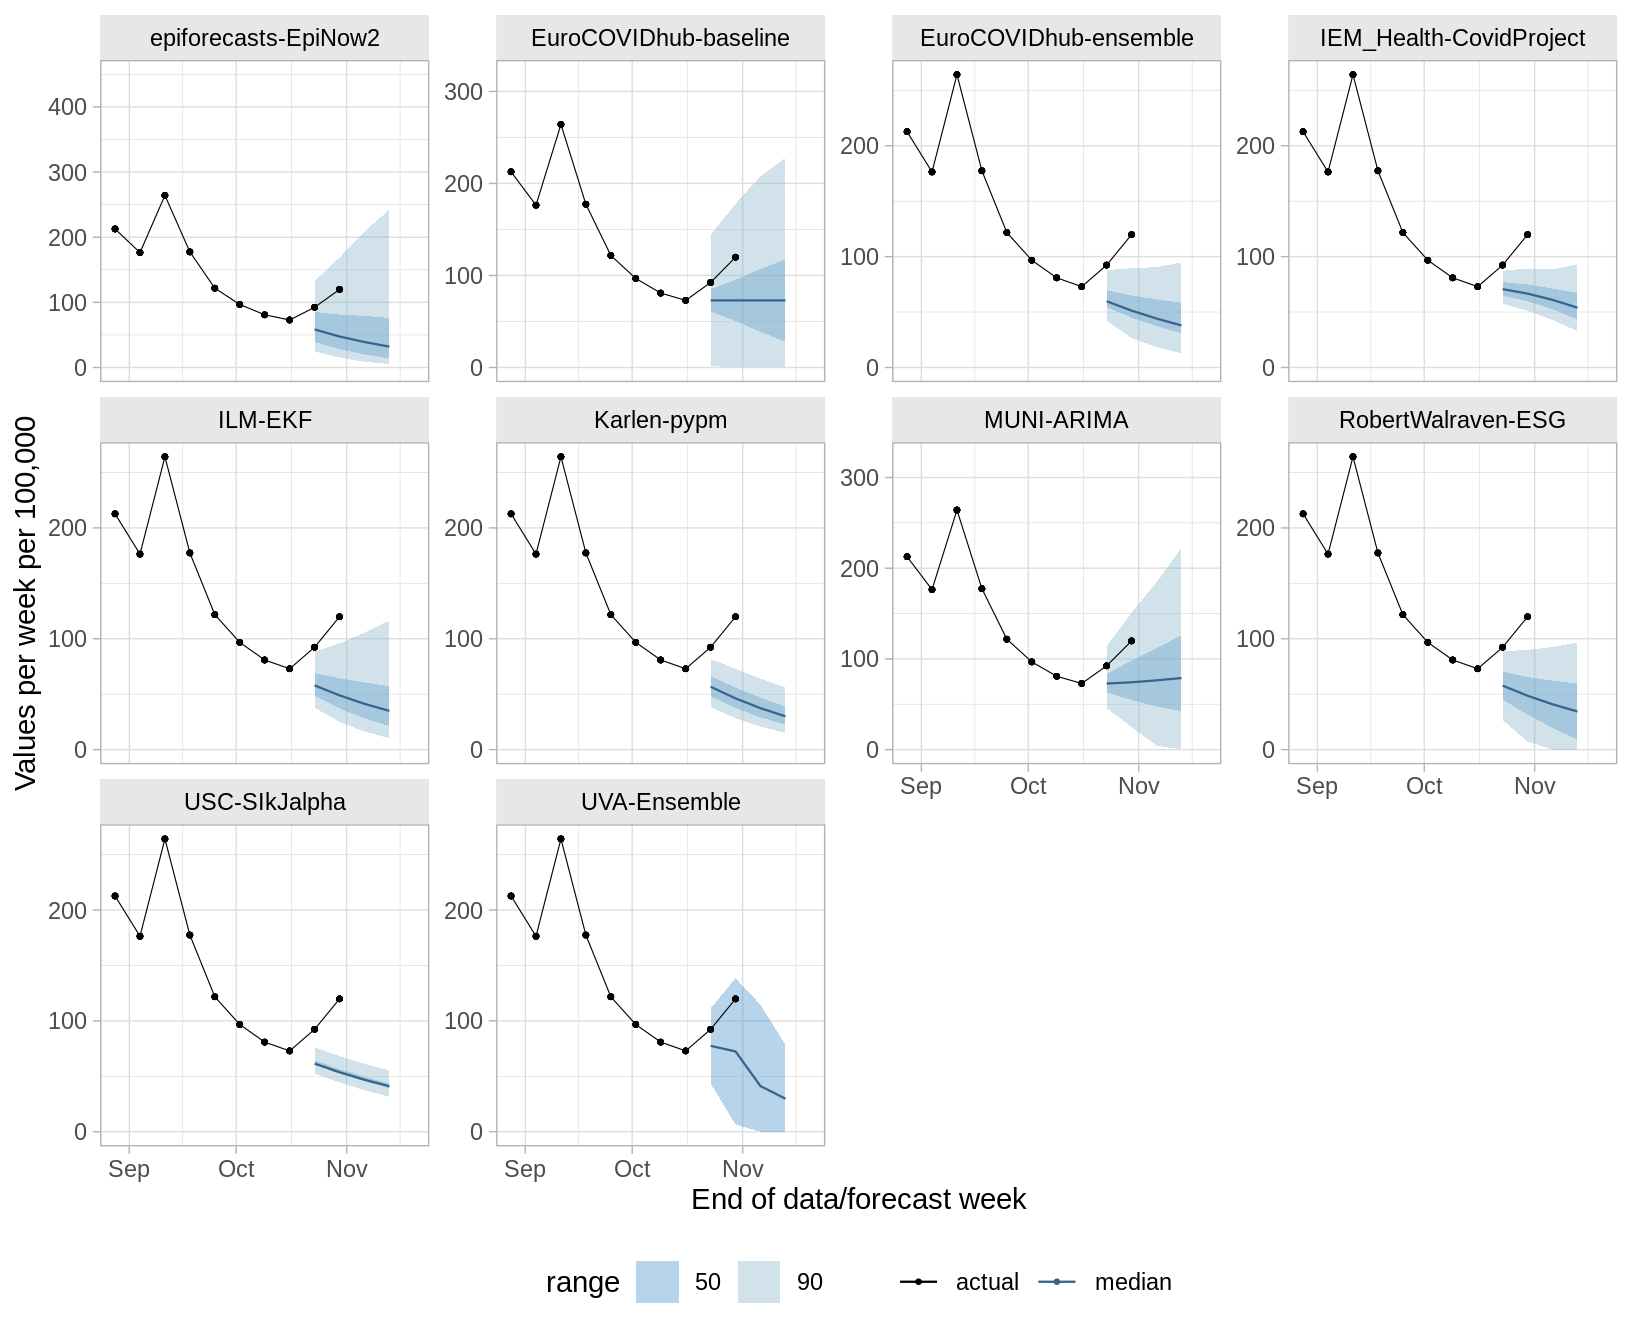 epiforecasts-EpiNow2
EuroCOVIDhub-baseline
EuroCOVIDhub-ensemble
IEM_Health-CovidProject
400
300
200
100
0
300
200
100
0
200
100
0
200
100
0
Values per week per 100,000
ILM-EKF
Karlen-pypm
MUNI-ARIMA
RobertWalraven-ESG
200
100
0
200
100
0
300
200
100
0
200
100
0
Sep Oct Nov
Sep Oct Nov
USC-SIkJalpha
UVA-Ensemble
200
100
0
200
100
0
Sep Oct Nov
Sep Oct Nov
End of data/forecast week
range 50 90 actual median